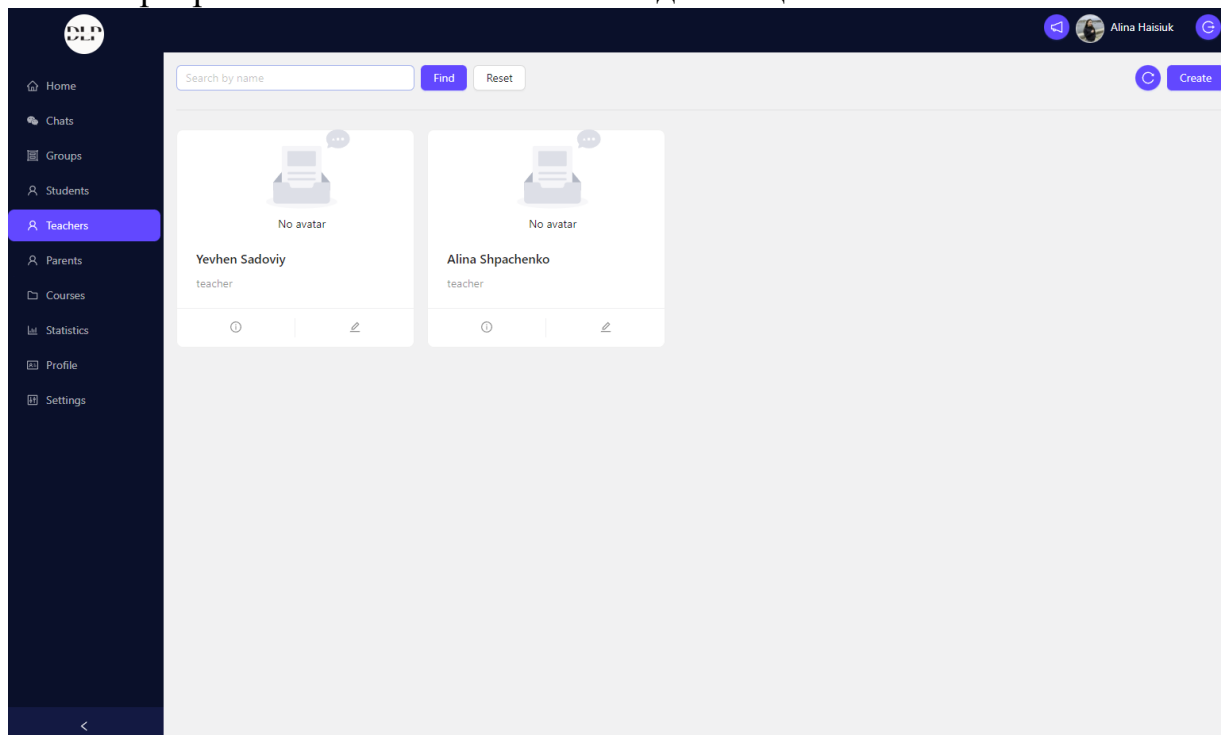 DLP
Alina Haisiuk
Home
Search by name
Find
Reset
Create
Chats
Groups
Students
Teachers
Parents
Courses
Statistics
Profile
Settings
No avatar
No avatar
Yevhen Sadoviy
Alina Shpachenko
teacher
teacher